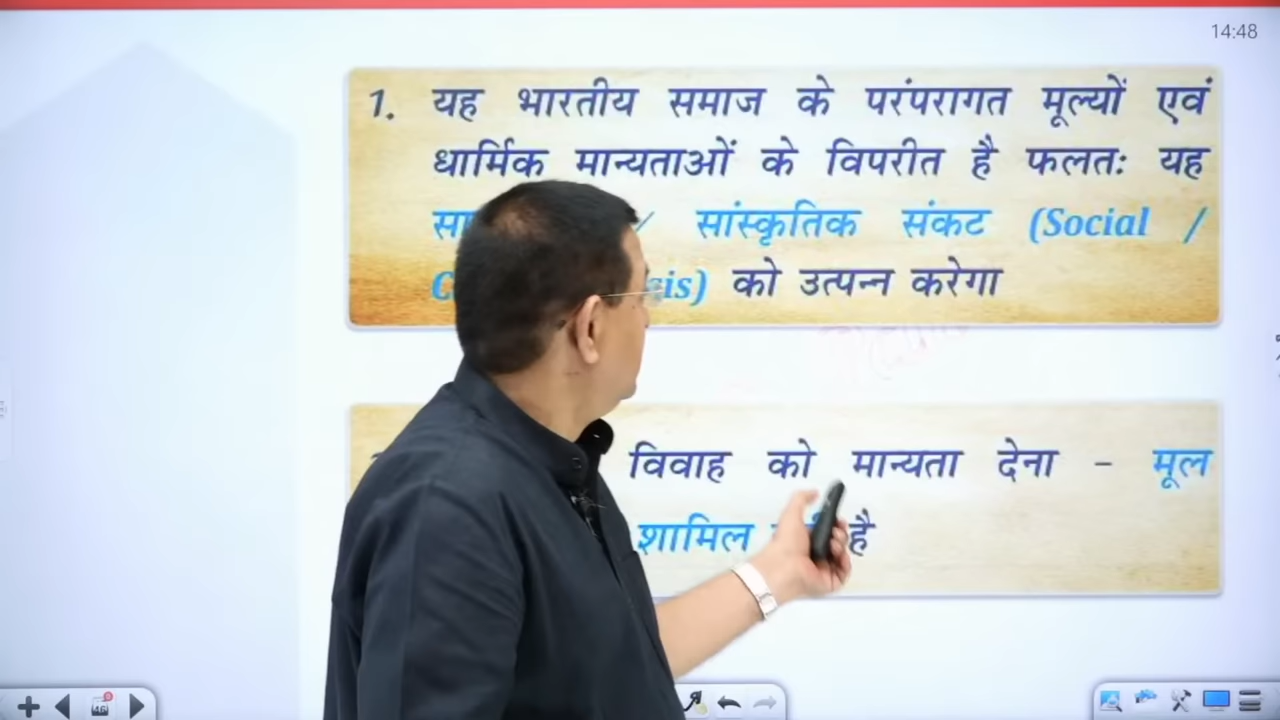 14:48
1. यह भारतीय समाज के परंपरागत मूल्यों एवं
धार्मिक मान्यताओं के विपरीत है फलतः यह
/ सांस्कृतिक संकट (Social /
को उत्पन्न करेगा
विवाह को मान्यता देना – मूल
शामिल है